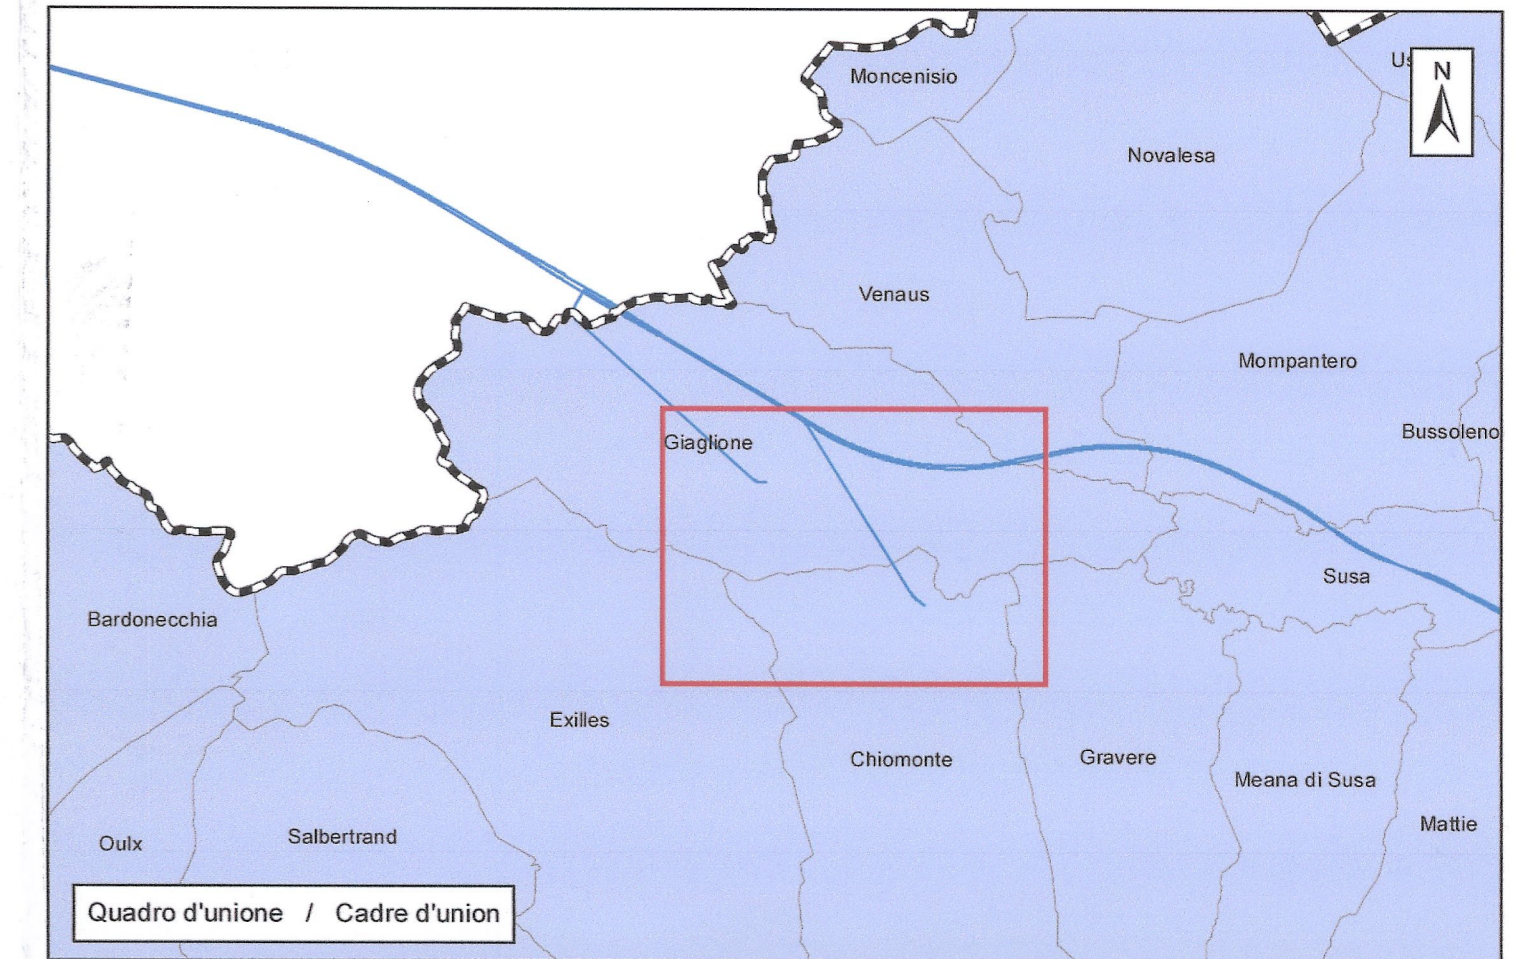 Moncenisio
Us
N
Novalesa
Venaus
Mompantero
Bussoleno
Giaglione
Susa
Bardonecchia
Exilles
Chiomonte
Gravere
Meana di Susa
Mattie
Salbertrand
Oulx
Quadro d'unione / Cadre d'union